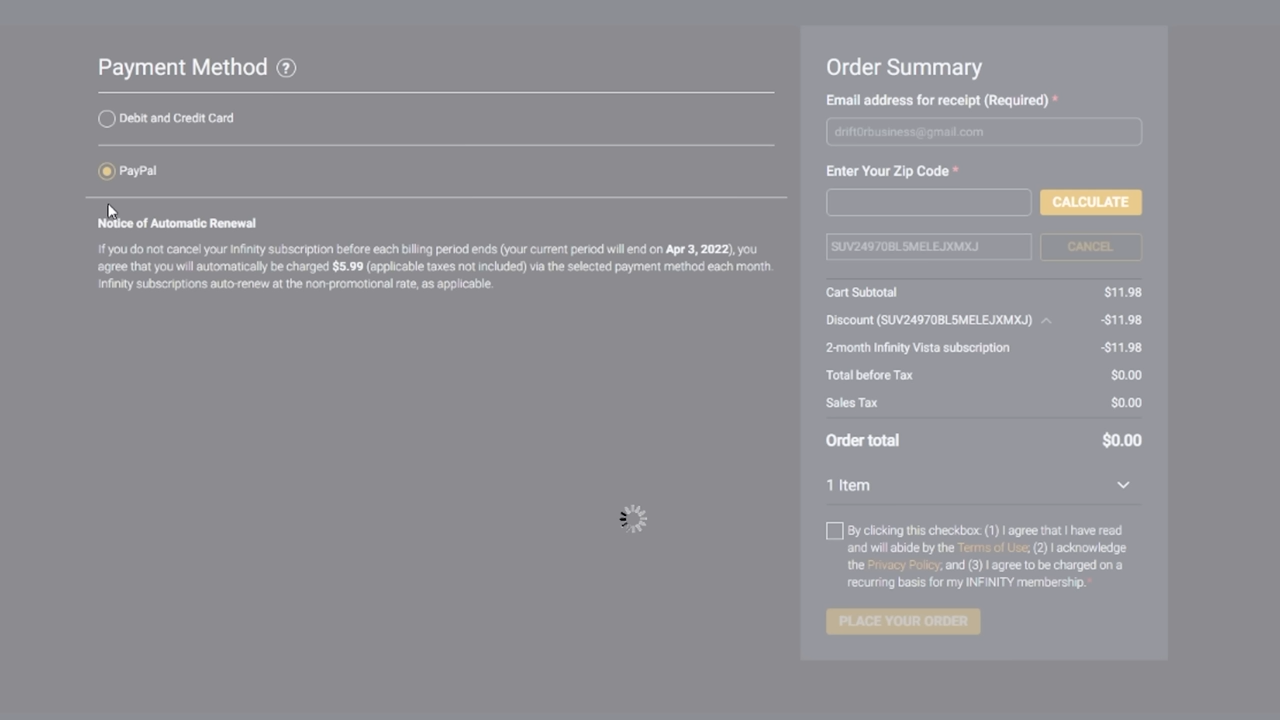 Payment Method ?
Debit and Credit Card
PayPal
Notice of Automatic Renewal
If you do not cancel your Infinity subscription before each billing period ends (your current period will end on Apr 3, 2022), you
agree that you will automatically be charged $5.99 (applicable taxes not included) via the selected payment method each month.
Infinity subscriptions auto-renew at the non-promotional rate, as applicable.
Order Summary
Email address for receipt (Required) *
drift0rbusiness@gmail.com
Enter Your Zip Code *
CALCULATE
SUV24970BL5MELEJXMXJ
CANCEL
Cart Subtotal $11.98
Discount (SUV24970BL5MELEJXMXJ) -$11.98
2-month Infinity Vista subscription -$11.98
Total before Tax $0.00
Sales Tax $0.00
Order total $0.00
1 Item
By clicking this checkbox: (1) I agree that I have read
and will abide by the Terms of Use; (2) I acknowledge
the Privacy Policy; and (3) I agree to be charged on a
recurring basis for my INFINITY membership.*
PLACE YOUR ORDER